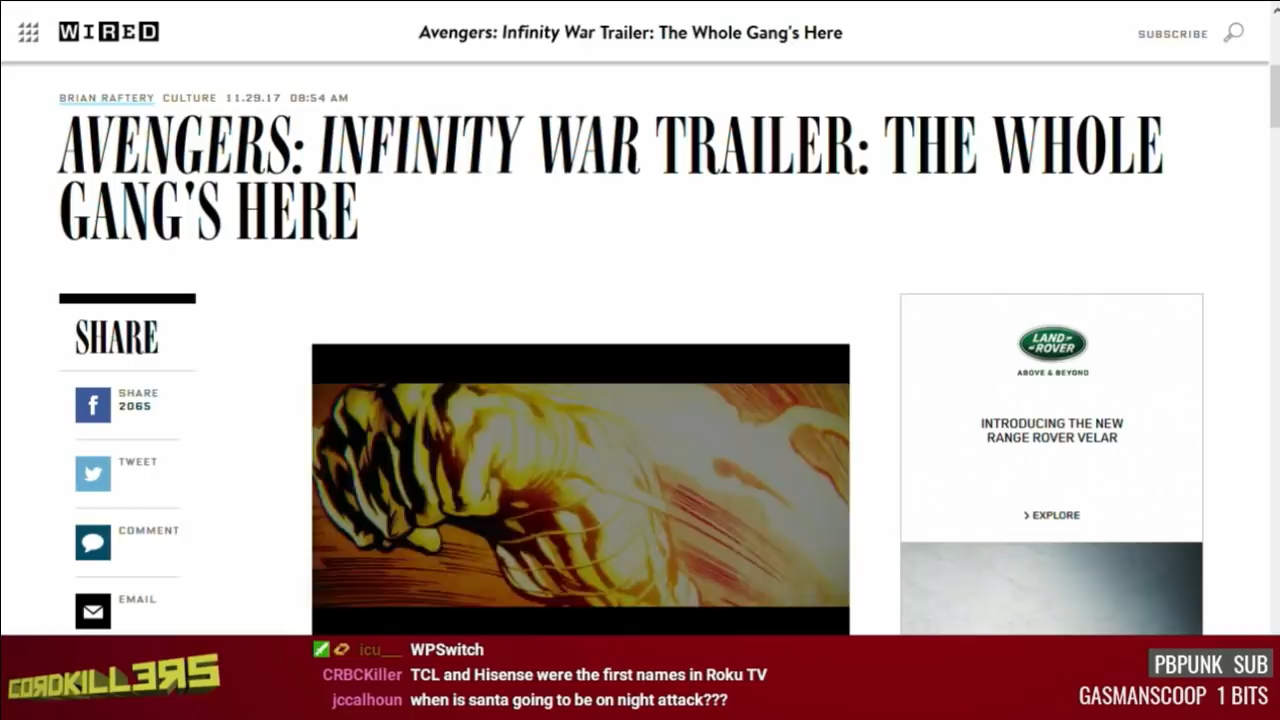 WIRED
Avengers: Infinity War Trailer: The Whole Gang's Here
SUBSCRIBE
BRIAN RAFTERY CULTURE 11.29.17 08:54 AM
AVENGERS: INFINITY WAR TRAILER: THE WHOLE
GANG'S HERE
SHARE
SHARE
2065
TWEET
COMMENT
EMAIL
LAND-
-ROVER
ABOVE & BEYOND
INTRODUCING THE NEW
RANGE ROVER VELAR
> EXPLORE
CORDKILL3RS
icu__ WPSwitch
CRBCKiller TCL and Hisense were the first names in Roku TV
jccalhoun when is santa going to be on night attack???
PBPUNK SUB
GASMANSCOOP 1 BITS